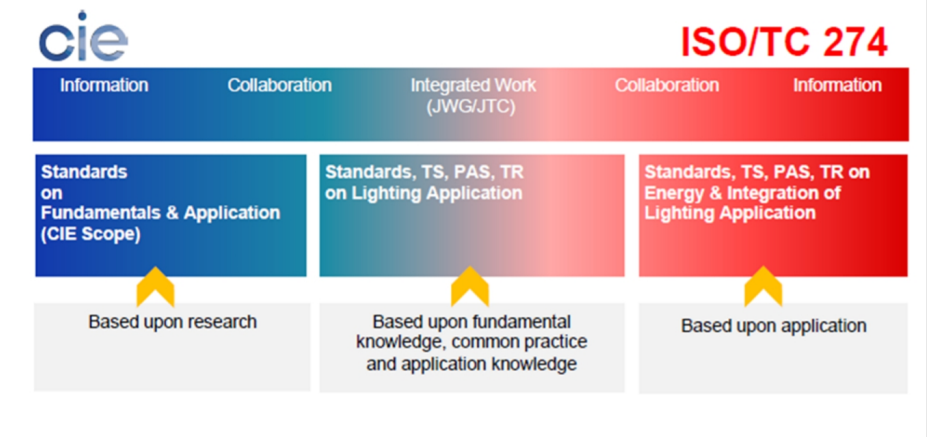 cie
ISO/TC 274
Information
Collaboration
Integrated Work
(JWG/JTC)
Collaboration
Information
Standards
on
Fundamentals & Application
(CIE Scope)
Standards, TS, PAS, TR
on Lighting Application
Standards, TS, PAS, TR on
Energy & Integration of
Lighting Application
Based upon research
Based upon fundamental
knowledge, common practice
and application knowledge
Based upon application